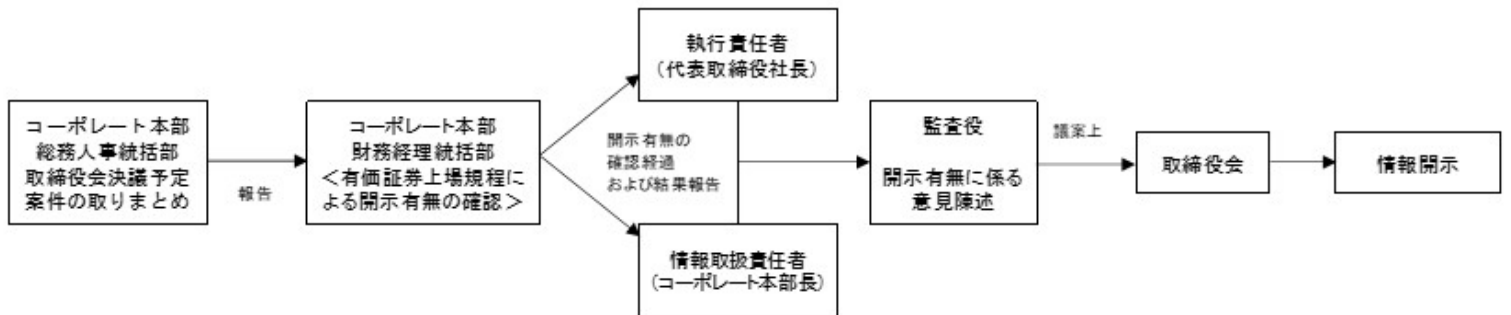 コーポレート本部
総務人事統括部
取締役会決議予定
案件の取りまとめ
報告
コーポレート本部
財務経理統括部
＜有価証券上場規程に
よる開示有無の確認＞
執行責任者
（代表取締役社長）
開示有無の
確認経過
および結果報告
情報取扱責任者
（コーポレート本部長）
監査役
開示有無に係る
意見陳述
議案上
取締役会
情報開示